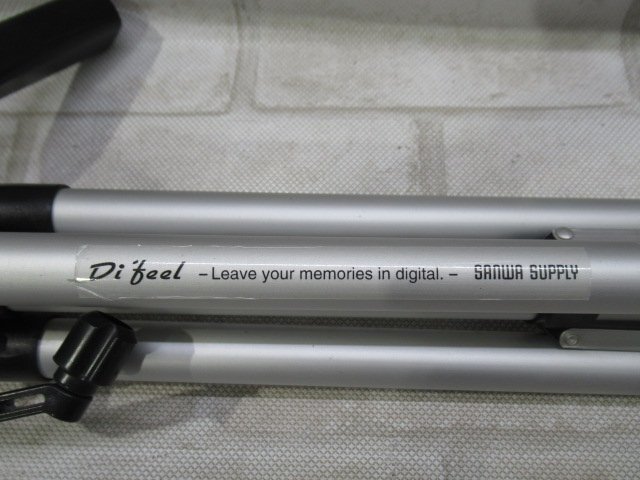 Di'feel – Leave your memories in digital. – SANWA SUPPLY